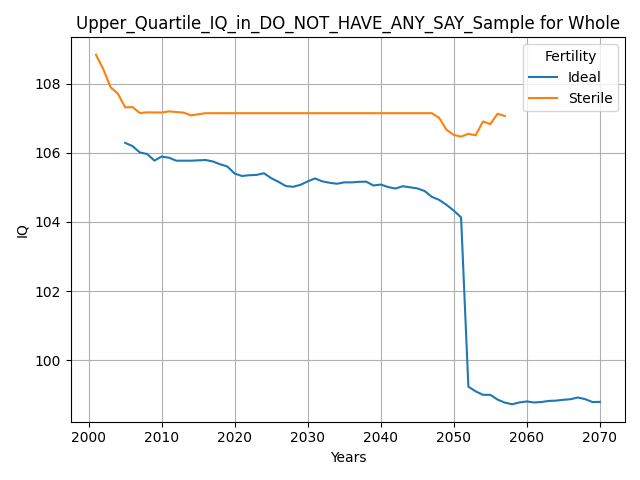 Upper_Quartile_IQ_in_DO_NOT_HAVE_ANY_SAY_Sample for Whole
Fertility
Ideal
Sterile
IQ
108
106
104
102
100
2000 2010 2020 2030 2040 2050 2060 2070
Years